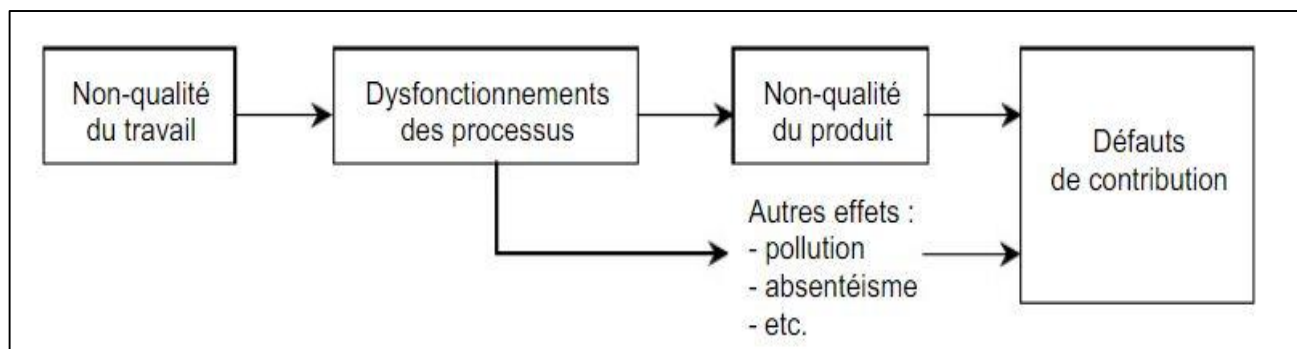 Non-qualité
du travail
Dysfonctionnements
des processus
Non-qualité
du produit
Défauts
de contribution
Autres effets :
- pollution
- absentéisme
- etc.